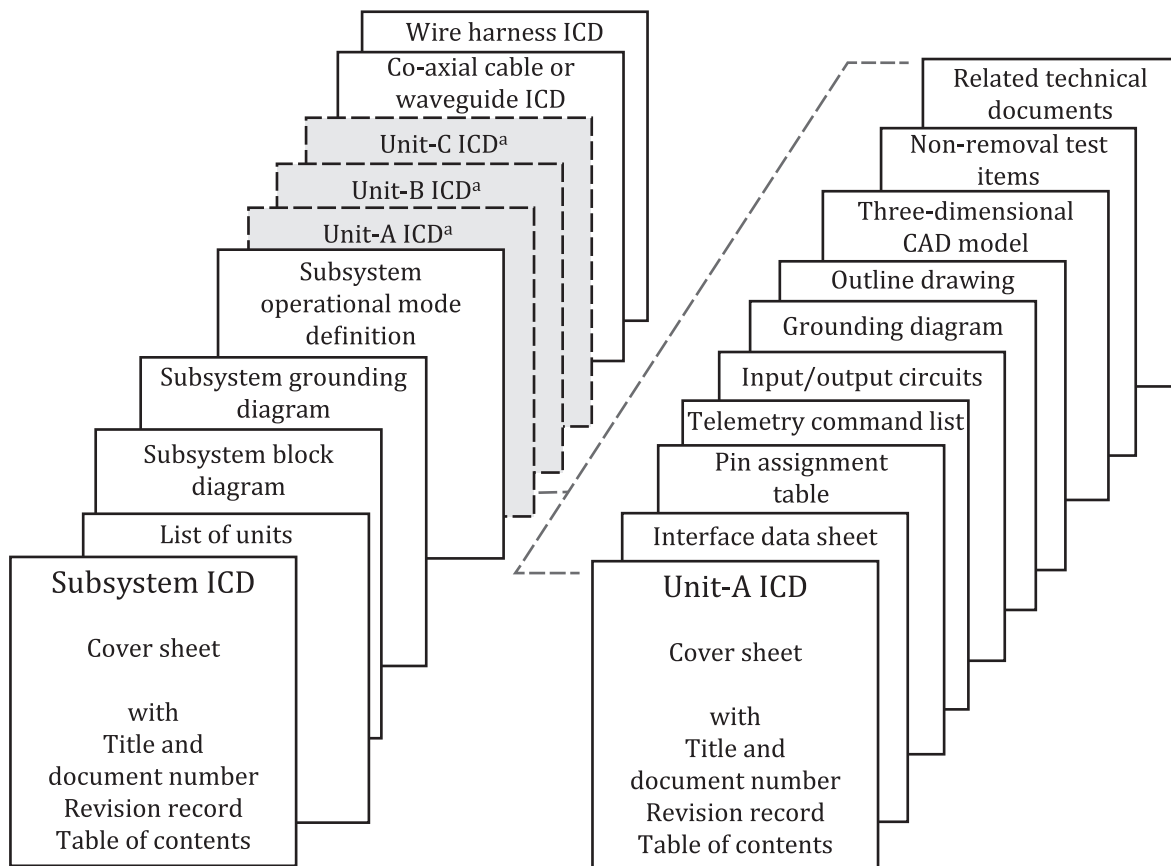 Wire harness ICD
Co-axial cable or
waveguide ICD
Unit-C ICDᵃ
Unit-B ICDᵃ
Unit-A ICDᵃ
Subsystem
operational mode
definition
Subsystem grounding
diagram
Subsystem block
diagram
List of units
Subsystem ICD
Cover sheet
with
Title and
document number
Revision record
Table of contents
Related technical
documents
Non-removal test
items
Three-dimensional
CAD model
Outline drawing
Grounding diagram
Input/output circuits
Telemetry command list
Pin assignment
table
Interface data sheet
Unit-A ICD
Cover sheet
with
Title and
document number
Revision record
Table of contents